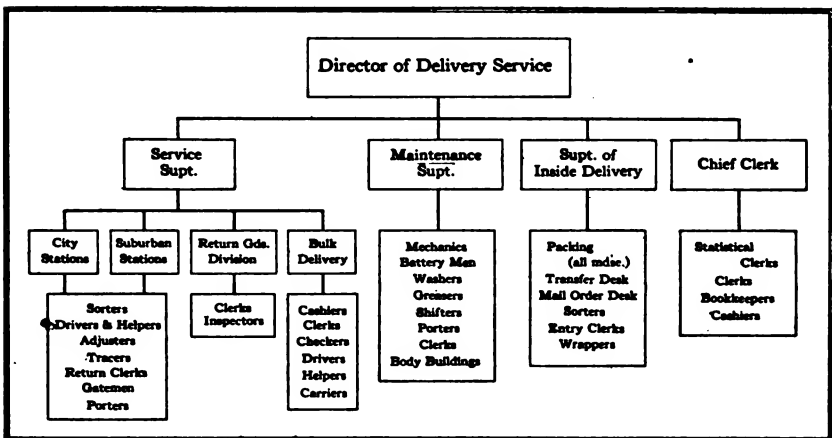 Director of Delivery Service
Service
Supt.
Maintenance
Supt.
Supt. of
Inside Delivery
Chief Clerk
City
Stations
Suburban
Stations
Return Gds.
Division
Bulk
Delivery
Sorters
Drivers & Helpers
Adjusters
Tracers
Return Clerks
Gatemen
Porters
Clerks
Inspectors
Cashiers
Clerks
Checkers
Drivers
Helpers
Carriers
Mechanics
Battery Men
Washers
Greasers
Shifters
Porters
Clerks
Body Buildings
Packing
(all mdse.)
Transfer Desk
Mail Order Desk
Sorters
Entry Clerks
Wrappers
Statistical
Clerks
Clerks
Bookkeepers
Cashiers